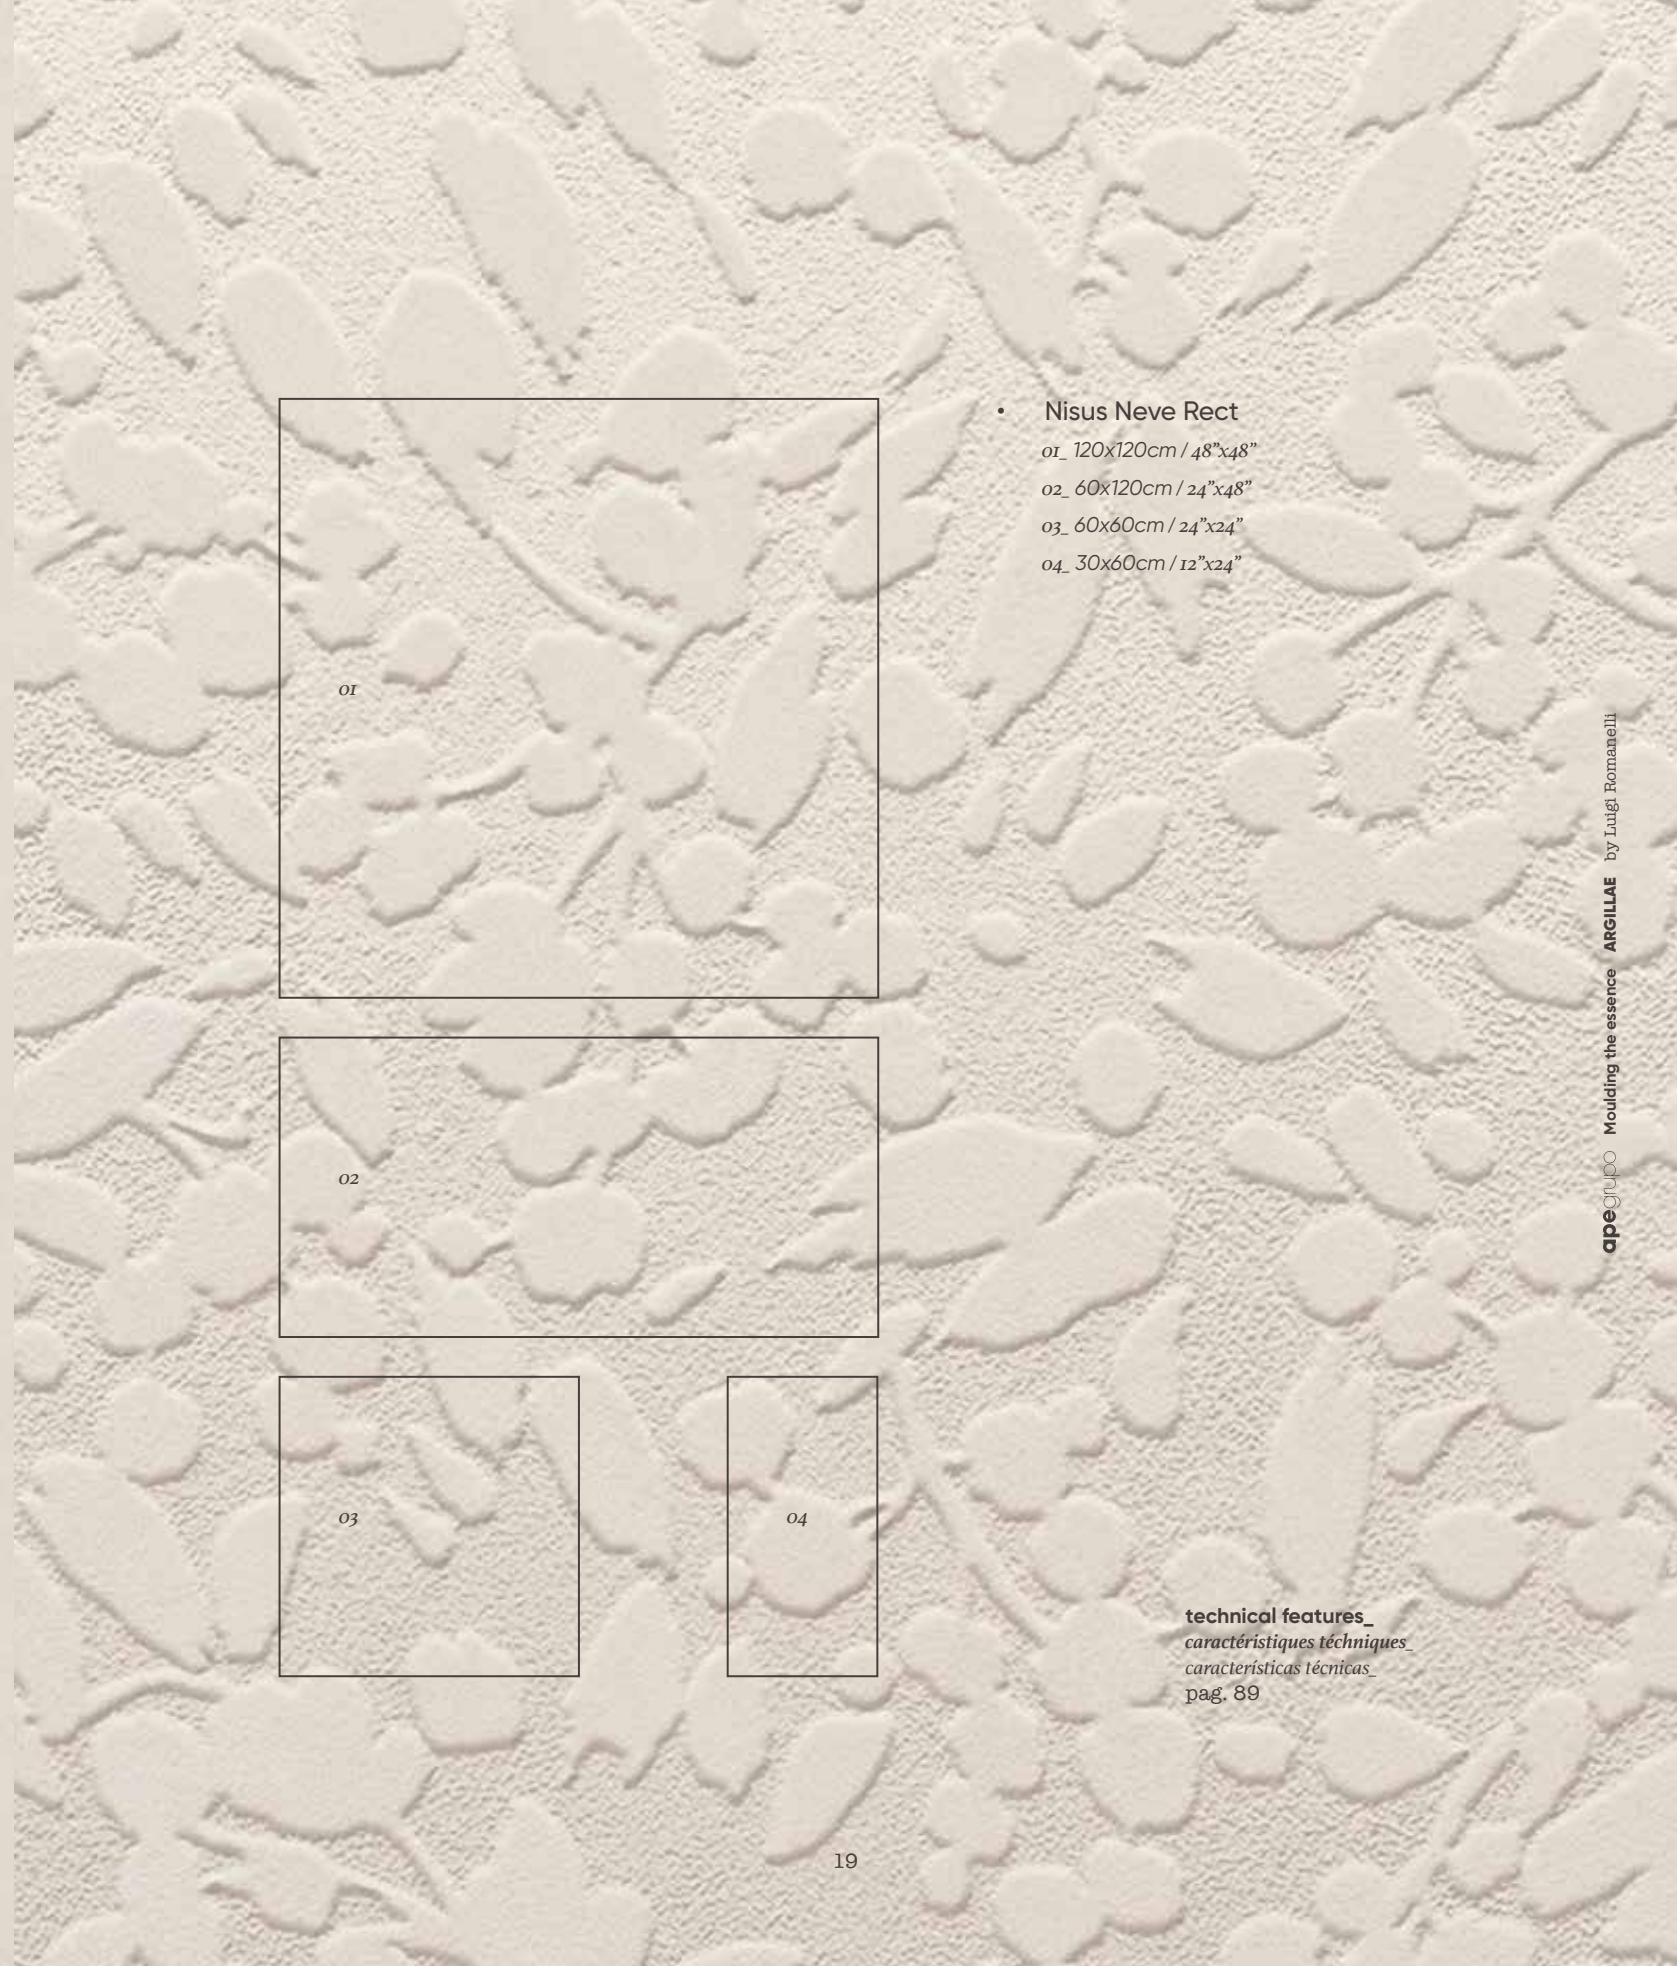 • Nisus Neve Rect
01_ 120x120cm / 48”x48”
02_ 60x120cm / 24”x48”
03_ 60x60cm / 24”x24”
04_ 30x60cm / 12”x24”
01
02
03
04
apegrupo Moulding the essence ARGILLAE by Luigi Romanelli
technical features_
caractéristiques téchniques_
características técnicas_
pag. 89
19